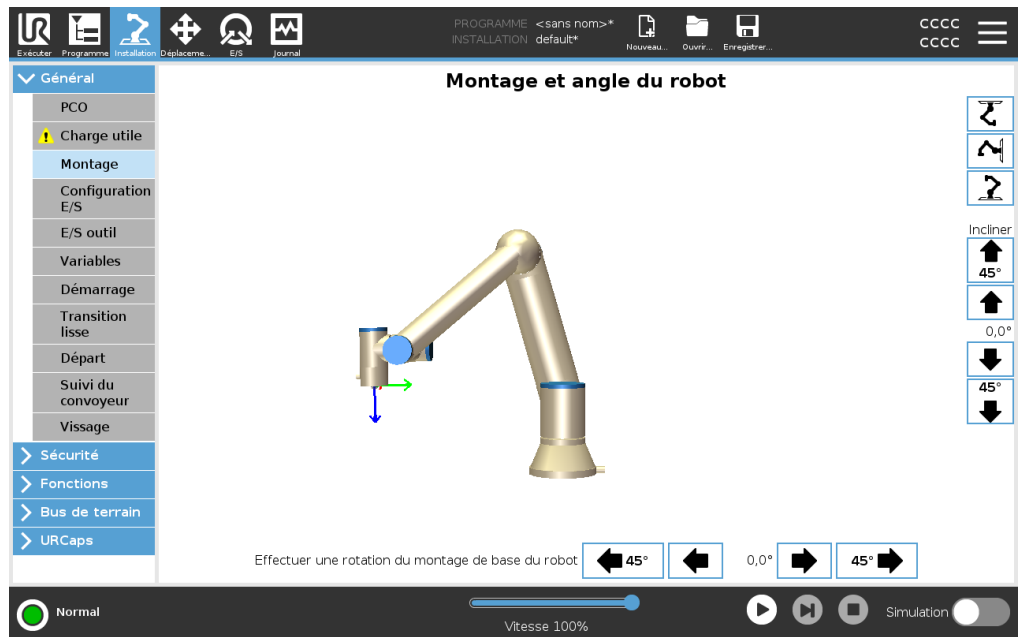 UR
Exécuter
Programme
Installation
Déplaceme...
E/S
Journal
PROGRAMME <sans nom>*
INSTALLATION default*
Nouveau...
Ouvrir...
Enregistrer...
cccc
cccc
Général
PCO
Charge utile
Montage
Configuration
E/S
E/S outil
Variables
Démarrage
Transition
lisse
Départ
Suivi du
convoyeur
Vissage
Sécurité
Fonctions
Bus de terrain
URCaps
Montage et angle du robot
Incliner
45°
0,0°
45°
Effectuer une rotation du montage de base du robot 45° 0,0° 45°
Normal
Vitesse 100%
Simulation